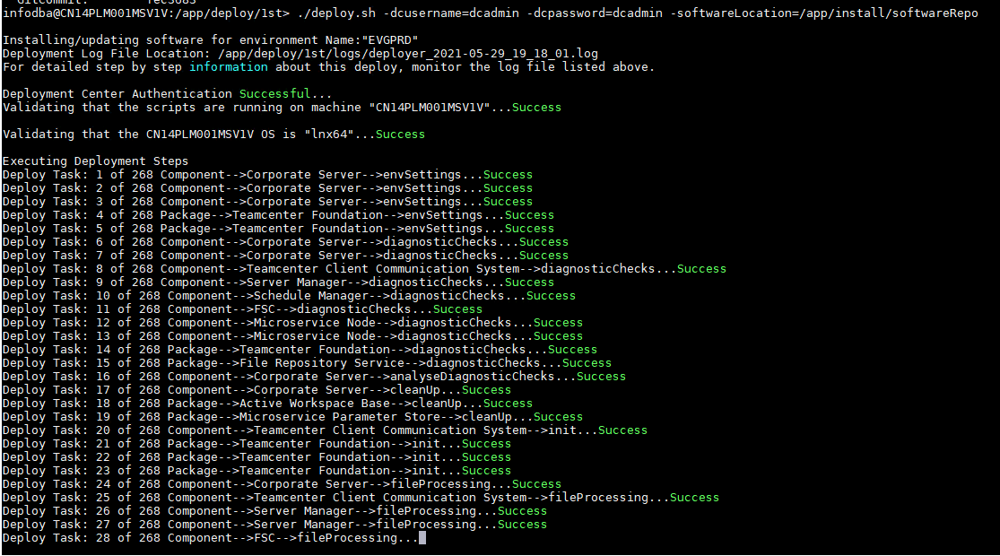 GitCommit: fec3083
infodba@CN14PLM001MSV1V:/app/deploy/1st> ./deploy.sh -dcusername=dcadmin -dcpassword=dcadmin -softwareLocation=/app/install/softwareRepo
Installing/updating software for environment Name:"EVGPRD"
Deployment Log File Location: /app/deploy/1st/logs/deployer_2021-05-29_19_18_01.log
For detailed step by step information about this deploy, monitor the log file listed above.
Deployment Center Authentication Successful...
Validating that the scripts are running on machine "CN14PLM001MSV1V"...Success
Validating that the CN14PLM001MSV1V OS is "lnx64"...Success
Executing Deployment Steps
Deploy Task: 1 of 268 Component-->Corporate Server-->envSettings...Success
Deploy Task: 2 of 268 Component-->Corporate Server-->envSettings...Success
Deploy Task: 3 of 268 Component-->Corporate Server-->envSettings...Success
Deploy Task: 4 of 268 Package-->Teamcenter Foundation-->envSettings...Success
Deploy Task: 5 of 268 Package-->Teamcenter Foundation-->envSettings...Success
Deploy Task: 6 of 268 Component-->Corporate Server-->diagnosticChecks...Success
Deploy Task: 7 of 268 Component-->Corporate Server-->diagnosticChecks...Success
Deploy Task: 8 of 268 Component-->Teamcenter Client Communication System-->diagnosticChecks...Success
Deploy Task: 9 of 268 Component-->Server Manager-->diagnosticChecks...Success
Deploy Task: 10 of 268 Component-->Schedule Manager-->diagnosticChecks...Success
Deploy Task: 11 of 268 Component-->FSC-->diagnosticChecks...Success
Deploy Task: 12 of 268 Component-->Microservice Node-->diagnosticChecks...Success
Deploy Task: 13 of 268 Component-->Microservice Node-->diagnosticChecks...Success
Deploy Task: 14 of 268 Package-->Teamcenter Foundation-->diagnosticChecks...Success
Deploy Task: 15 of 268 Package-->File Repository Service-->diagnosticChecks...Success
Deploy Task: 16 of 268 Component-->Corporate Server-->analyseDiagnosticChecks...Success
Deploy Task: 17 of 268 Component-->Corporate Server-->cleanUp...Success
Deploy Task: 18 of 268 Package-->Active Workspace Base-->cleanUp...Success
Deploy Task: 19 of 268 Package-->Microservice Parameter Store-->cleanUp...Success
Deploy Task: 20 of 268 Component-->Teamcenter Client Communication System-->init...Success
Deploy Task: 21 of 268 Package-->Teamcenter Foundation-->init...Success
Deploy Task: 22 of 268 Package-->Teamcenter Foundation-->init...Success
Deploy Task: 23 of 268 Package-->Teamcenter Foundation-->init...Success
Deploy Task: 24 of 268 Component-->Corporate Server-->fileProcessing...Success
Deploy Task: 25 of 268 Component-->Teamcenter Client Communication System-->fileProcessing...Success
Deploy Task: 26 of 268 Component-->Server Manager-->fileProcessing...Success
Deploy Task: 27 of 268 Component-->Server Manager-->fileProcessing...Success
Deploy Task: 28 of 268 Component-->FSC-->fileProcessing...